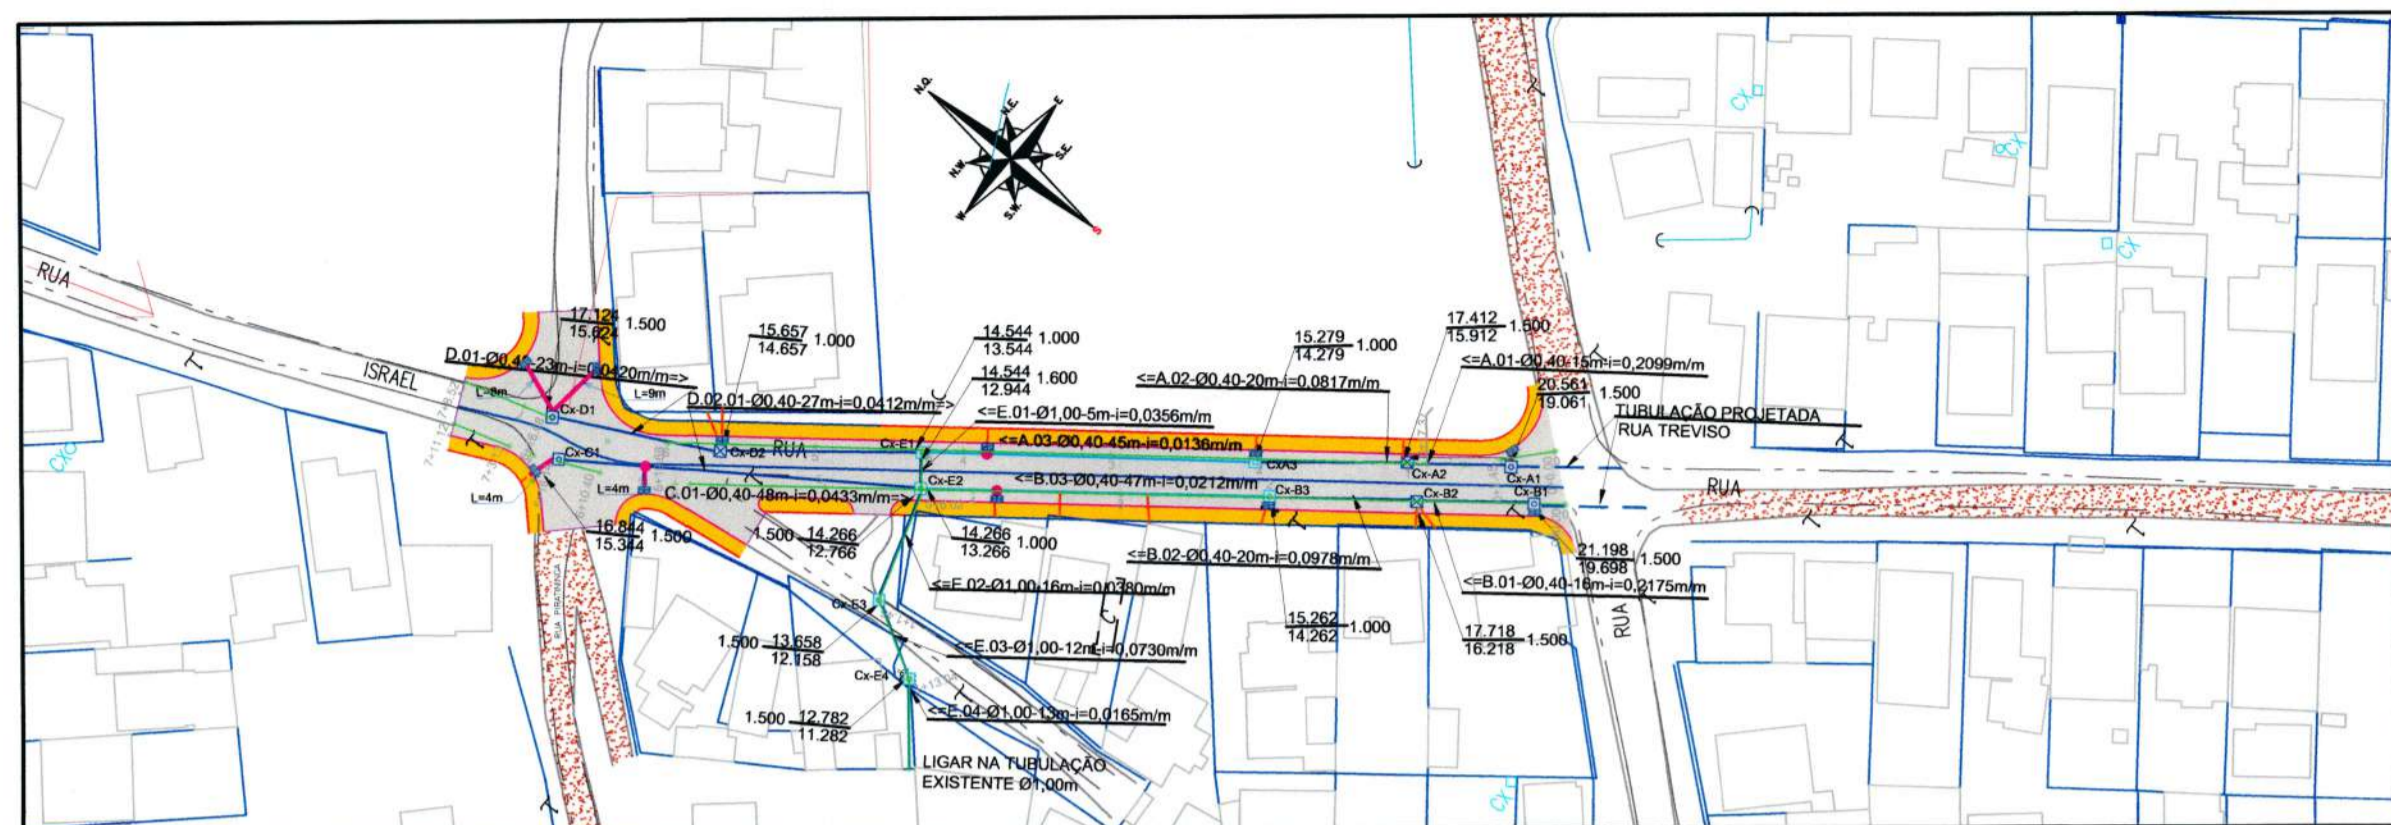 N.O.
N.E.
E
N.W.
S.E.
W
S.W.
S
CX
CX
CX
RUA
ISRAEL
17.124
15.624
1.500
15.657
14.657
1.000
14.544
13.544
1.000
14.544
12.944
1.600
15.279
14.279
1.000
17.412
15.912
1.500
D.02.01-Ø0,40-27m-i=0,0412m/m=>
<=E.01-Ø1,00-5m-i=0,0356m/m
<=A.02-Ø0,40-20m-i=0.0817m/m
<=A.01-Ø0,40-15m-i=0,2099m/m
20.561
19.061
1.500
TUBULAÇÃO PROJETADA
RUA TREVISO
L=8m
L=9m
Cx-D1
Cx-D2
RUA
Cx-E1
<=A.03-Ø0,40-45m-i=0,0136m/m
CxA3
Cx-A2
Cx-A1
Cx-C1
L=4m
L=4m
C.01-Ø0,40-48m-i=0,0433m/m=>
Cx-E2
<=B.03-Ø0,40-47m-i=0,0212m/m
Cx-B3
Cx-B2
Cx-B1
RUA
CX
16.844
15.344
1.500
1.500
14.266
12.766
14.266
13.266
1.000
<=B.02-Ø0,40-20m-i=0,0978m/m
21.198
19.698
1.500
<=E.02-Ø1,00-16m-i=0,0380m/m
<=B.01-Ø0,40-16m-i=0,2175m/m
RUA PIRATININGA
Cx-E3
15.262
14.262
1.000
17.718
16.218
1.500
RUA
1.500
13.658
12.158
<=E.03-Ø1,00-12m-i=0,0730m/m
Cx-E4
1.500
12.782
11.282
<=E.04-Ø1,00-13m-i=0,0165m/m
LIGAR NA TUBULAÇÃO
EXISTENTE Ø1,00m
CX